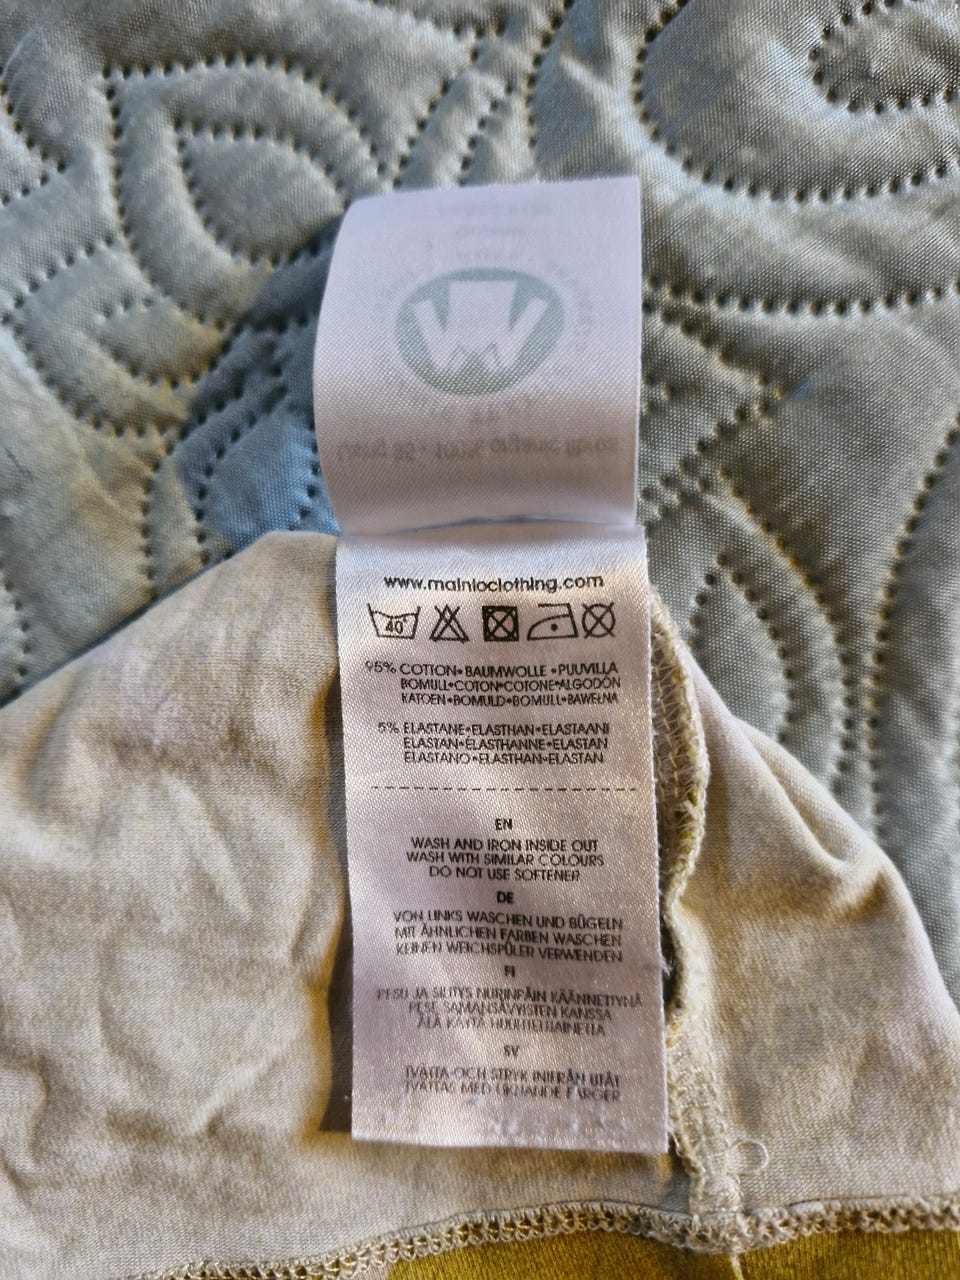 www.mainioclothing.com
40°
95% COTTON•BAUMWOLLE •PUUVILLA
BOMULL•COTON•COTONE•ALGODÓN
KATOEN•BOMULD•BOMULL•BAWEŁNA
5% ELASTANE•ELASTHAN•ELASTAANI
ELASTAN•ÉLASTHANNE•ELASTAN
ELASTANO•ELASTHAN•ELASTAN
EN
WASH AND IRON INSIDE OUT
WASH WITH SIMILAR COLOURS
DO NOT USE SOFTENER
DE
VON LINKS WASCHEN UND BÜGELN
MIT ÄHNLICHEN FARBEN WASCHEN
KEINEN WEICHSPÜLER VERWENDEN
FI
PESU JA SILITYS NURINPÄIN KÄÄNNETTYNÄ
PESE SAMANSÄVYISTEN KANSSA
ÄLÄ KÄYTÄ HUUHTELUAINETTA
SV
TVÄTTA OCH STRYK INIFRÅN UTÅT
TVÄTTAS MED LIKNANDE FÄRGER